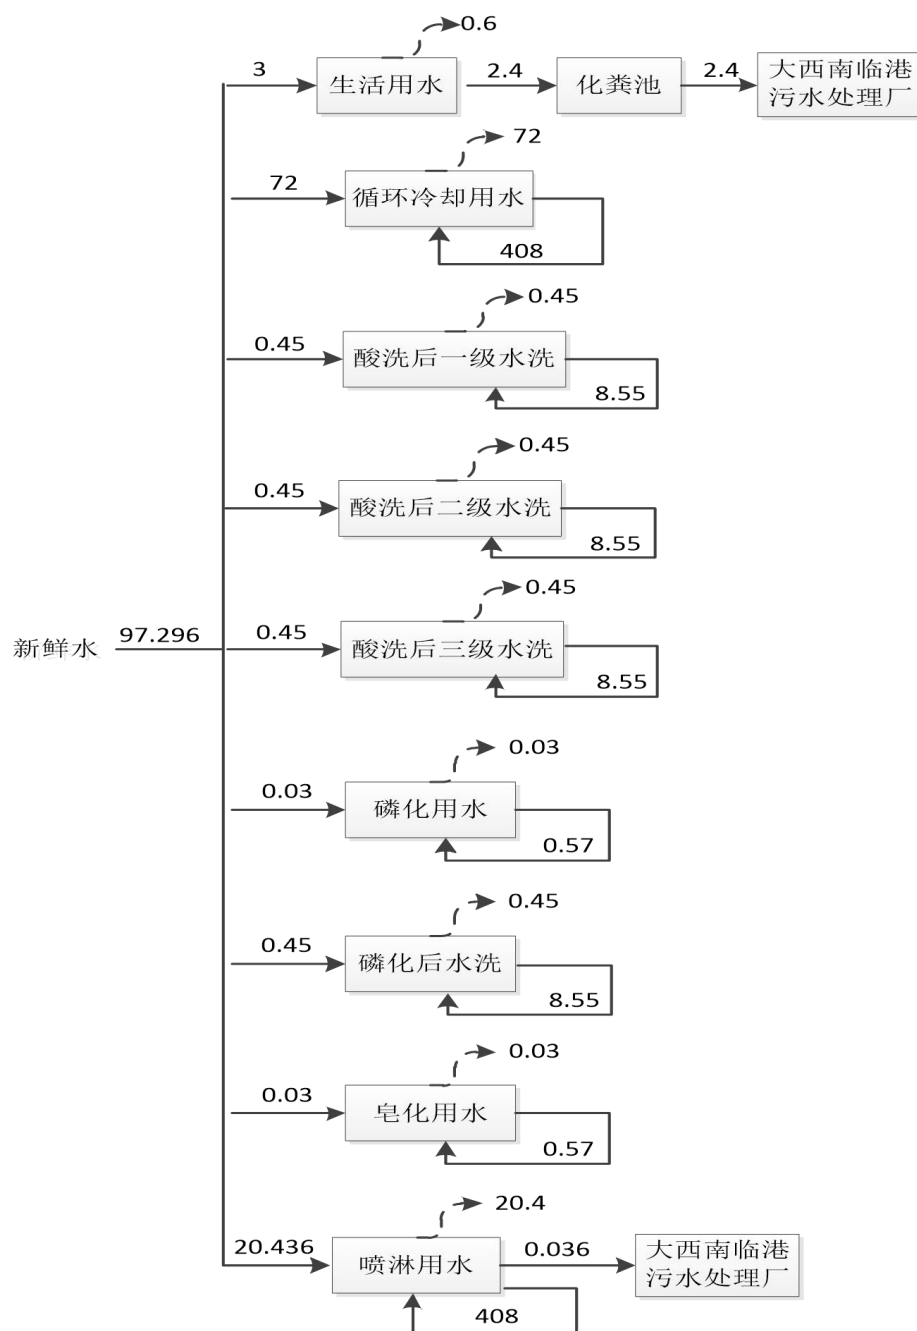 0.6
3
生活用水
2.4
化粪池
2.4
大西南临港
污水处理厂
72
72
循环冷却用水
408
0.45
0.45
酸洗后一级水洗
8.55
0.45
0.45
酸洗后二级水洗
8.55
0.45
新鲜水
97.296
0.45
酸洗后三级水洗
8.55
0.03
0.03
磷化用水
0.57
0.45
0.45
磷化后水洗
8.55
0.03
0.03
皂化用水
0.57
20.4
20.436
喷淋用水
0.036
大西南临港
污水处理厂
408